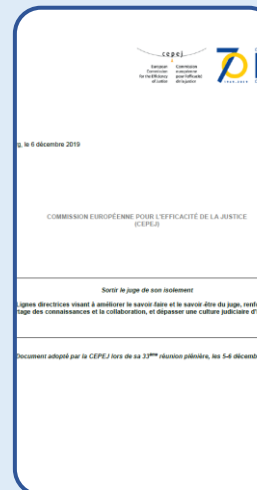 cepej
European Commission
Commission européenne
for the Efficiency pour l'efficacité
of Justice de la justice
70
g, le 6 décembre 2019
COMMISSION EUROPÉENNE POUR L'EFFICACITÉ DE LA JUSTICE
(CEPEJ)
Sortir le juge de son isolement
Lignes directrices visant à améliorer le savoir-faire et le savoir-être du juge, renfo
tage des connaissances et la collaboration, et dépasser une culture judiciaire d'i
Document adopté par la CEPEJ lors de sa 33ème réunion plénière, les 5-6 décemb